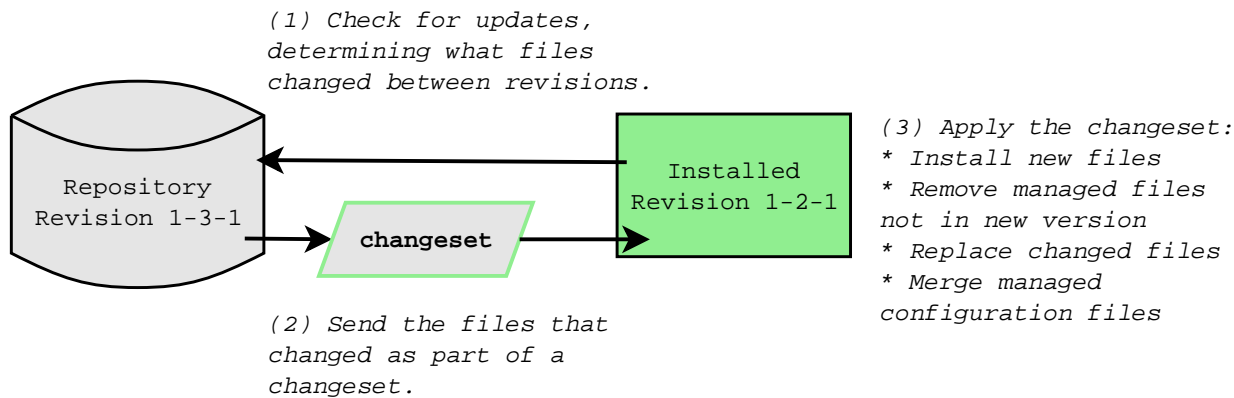 (1) Check for updates,
determining what files
changed between revisions.
Repository
Revision 1-3-1
changeset
Installed
Revision 1-2-1
(2) Send the files that
changed as part of a
changeset.
(3) Apply the changeset:
* Install new files
* Remove managed files
not in new version
* Replace changed files
* Merge managed
configuration files